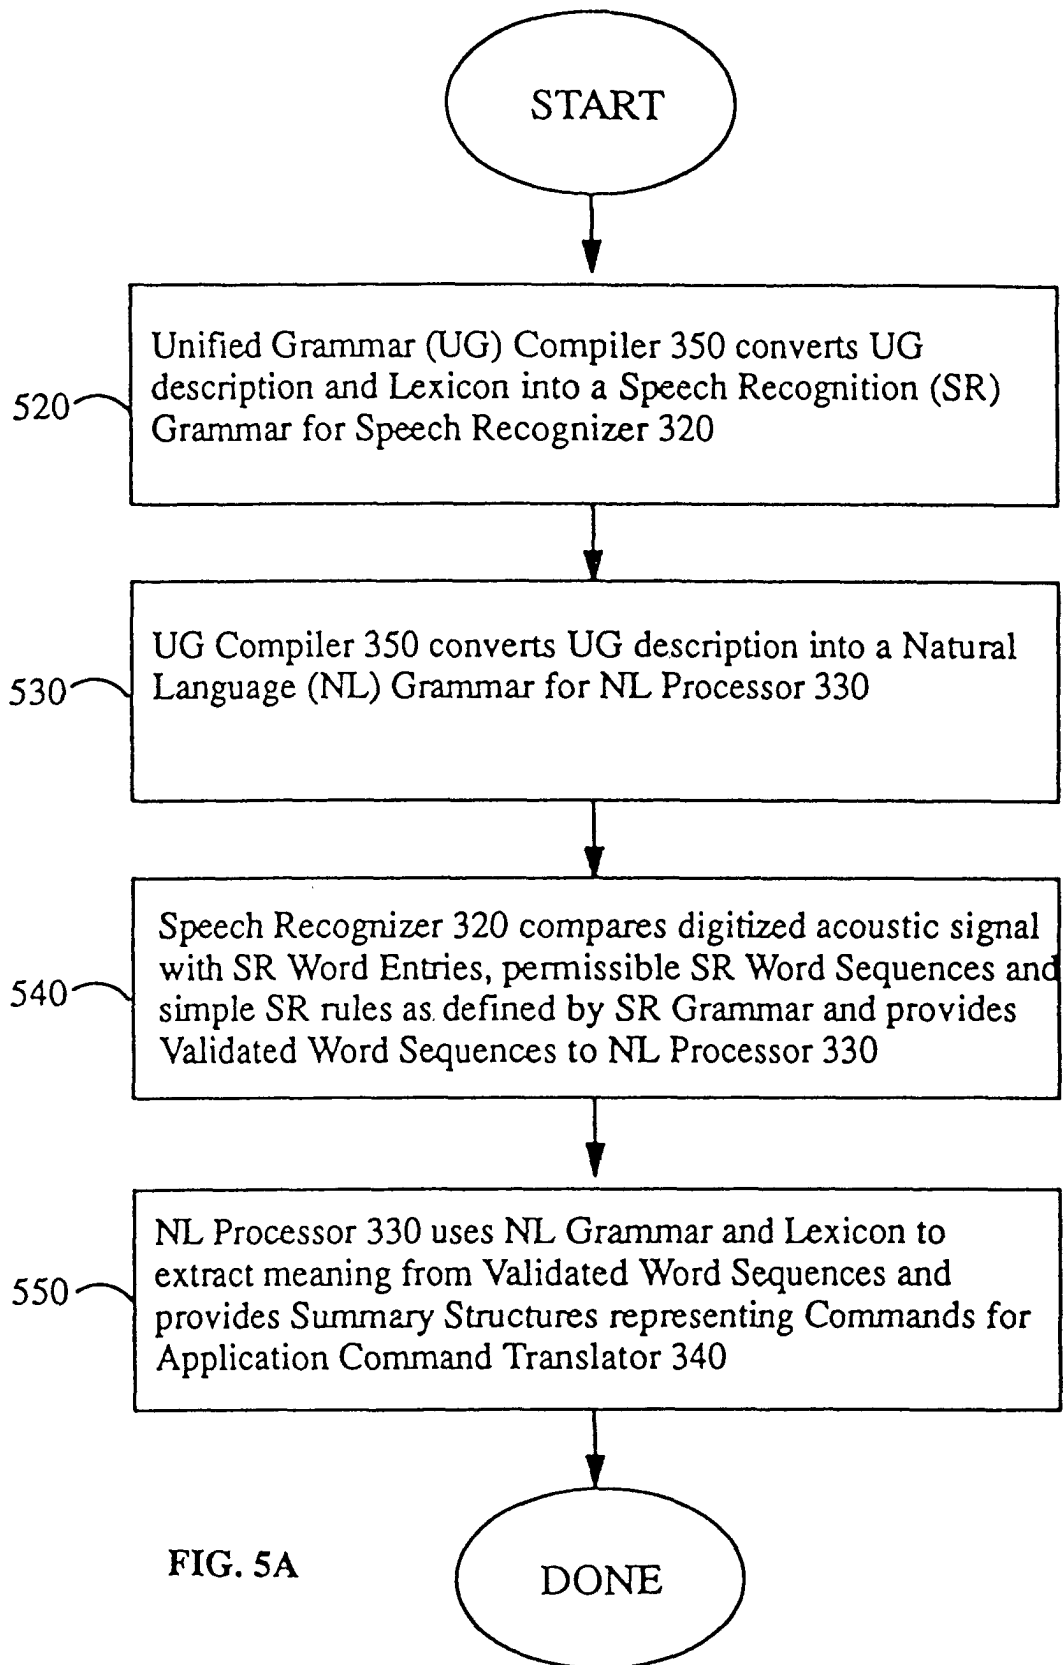 START
Unified Grammar (UG) Compiler 350 converts UG
description and Lexicon into a Speech Recognition (SR)
Grammar for Speech Recognizer 320
520
UG Compiler 350 converts UG description into a Natural
Language (NL) Grammar for NL Processor 330
530
Speech Recognizer 320 compares digitized acoustic signal
with SR Word Entries, permissible SR Word Sequences and
simple SR rules as defined by SR Grammar and provides
Validated Word Sequences to NL Processor 330
540
NL Processor 330 uses NL Grammar and Lexicon to
extract meaning from Validated Word Sequences and
provides Summary Structures representing Commands for
Application Command Translator 340
550
FIG. 5A
DONE